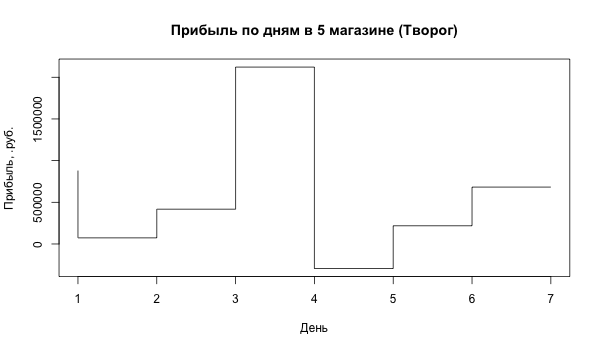 Прибыль по дням в 5 магазине (Творог)
Прибыль, .руб.
1500000
500000
0
1 2 3 4 5 6 7
День